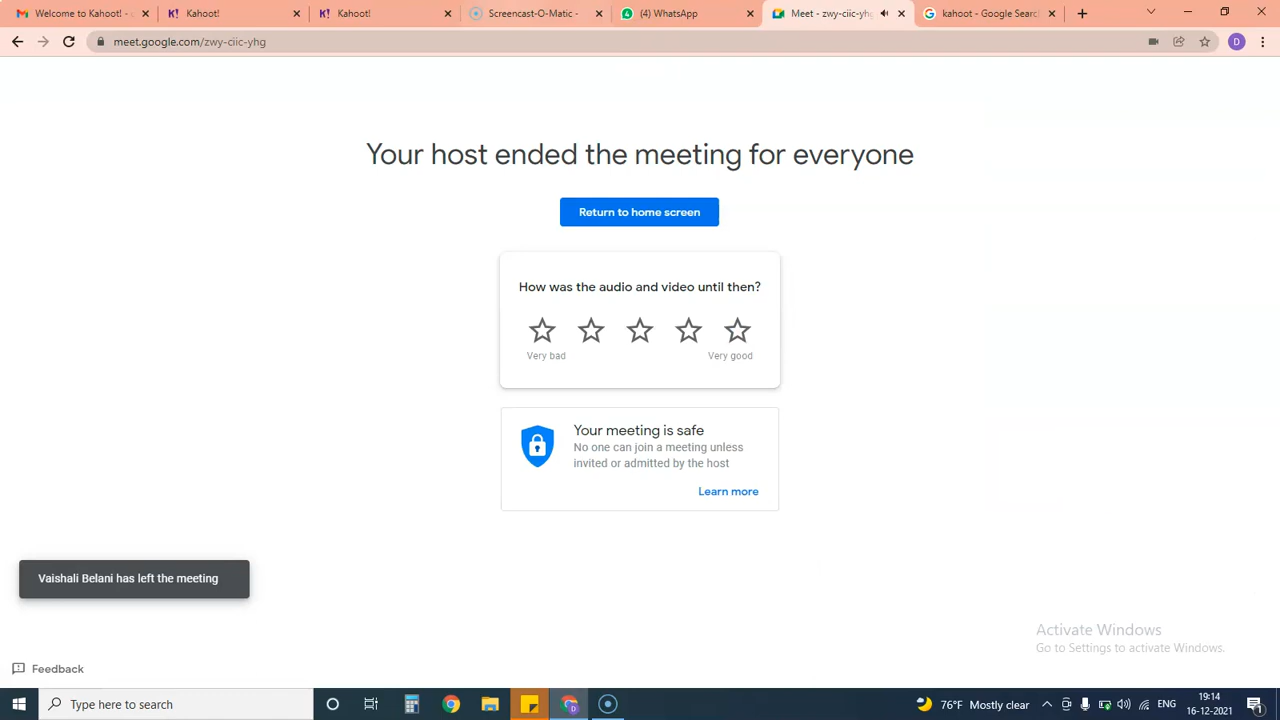 Welcome to Kahoot! -
Kahoot!
Kahoot!
Screencast-O-Matic -
(4) WhatsApp
Meet - zwy-ciic-yhg
kahoot - Google Search
meet.google.com/zwy-ciic-yhg
D
Your host ended the meeting for everyone
Return to home screen
How was the audio and video until then?
Very bad
Very good
Your meeting is safe
No one can join a meeting unless
invited or admitted by the host
Learn more
Vaishali Belani has left the meeting
Activate Windows
Go to Settings to activate Windows.
Feedback
Type here to search
76°F Mostly clear
ENG
19:14
16-12-2021